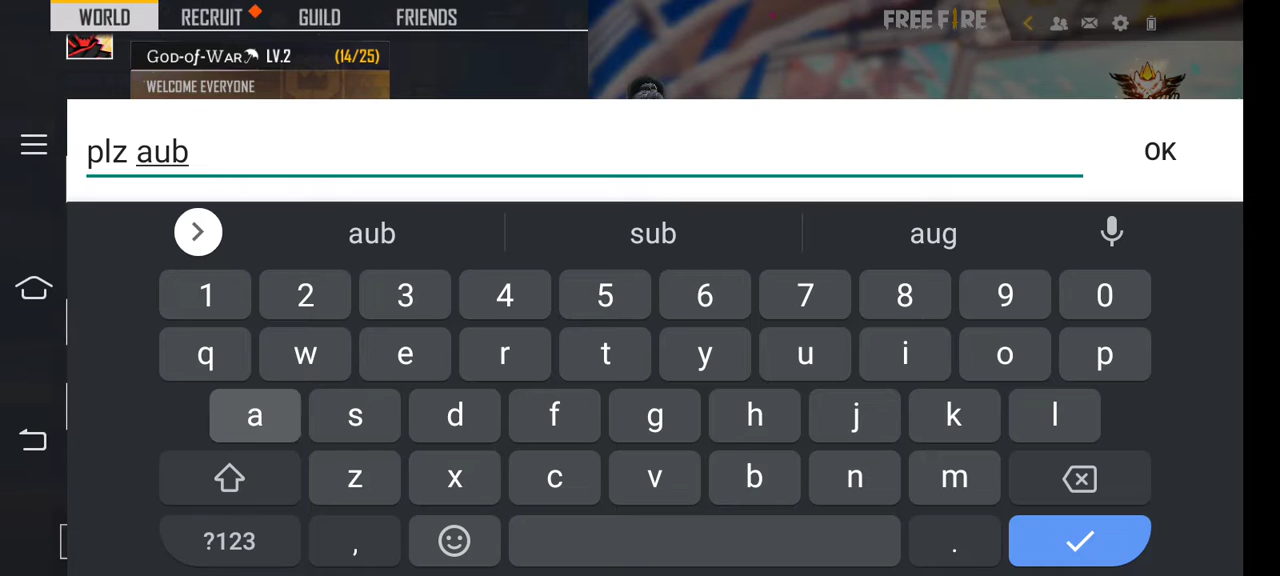 WORLD RECRUIT GUILD FRIENDS
FREE FIRE
GOD-OF-WAR LV.2 (14/25)
WELCOME EVERYONE
plz aub OK
aub sub aug
1 2 3 4 5 6 7 8 9 0
q w e r t y u i o p
a s d f g h j k l
z x c v b n m
?123 , .